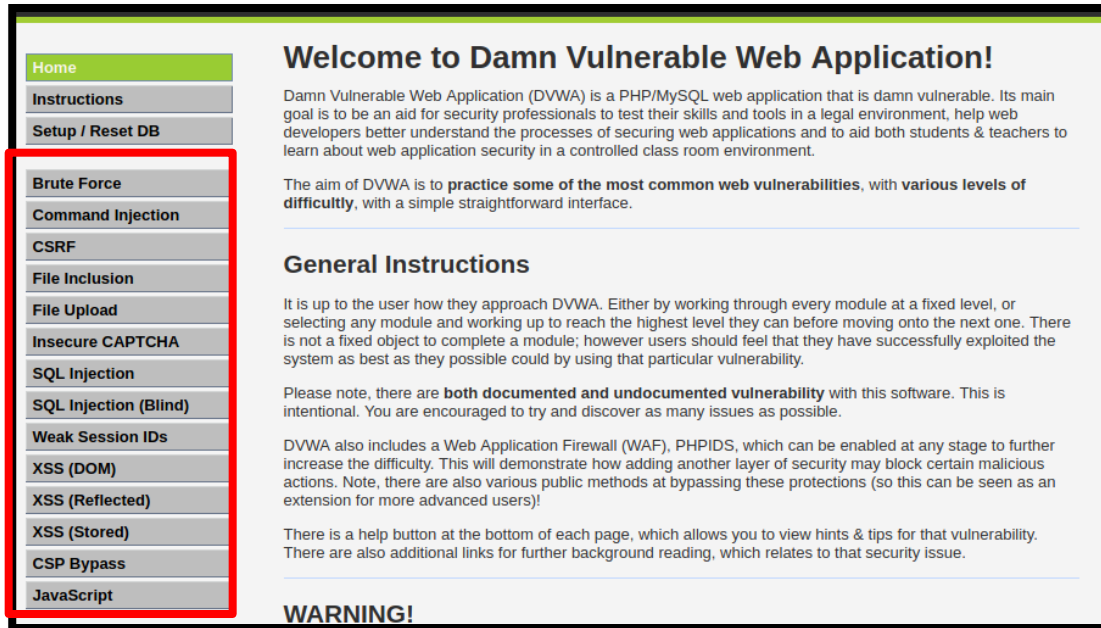 Home
Instructions
Setup / Reset DB
Brute Force
Command Injection
CSRF
File Inclusion
File Upload
Insecure CAPTCHA
SQL Injection
SQL Injection (Blind)
Weak Session IDs
XSS (DOM)
XSS (Reflected)
XSS (Stored)
CSP Bypass
JavaScript
Welcome to Damn Vulnerable Web Application!
Damn Vulnerable Web Application (DVWA) is a PHP/MySQL web application that is damn vulnerable. Its main
goal is to be an aid for security professionals to test their skills and tools in a legal environment, help web
developers better understand the processes of securing web applications and to aid both students & teachers to
learn about web application security in a controlled class room environment.
The aim of DVWA is to practice some of the most common web vulnerabilities, with various levels of
difficultly, with a simple straightforward interface.
General Instructions
It is up to the user how they approach DVWA. Either by working through every module at a fixed level, or
selecting any module and working up to reach the highest level they can before moving onto the next one. There
is not a fixed object to complete a module; however users should feel that they have successfully exploited the
system as best as they possible could by using that particular vulnerability.
Please note, there are both documented and undocumented vulnerability with this software. This is
intentional. You are encouraged to try and discover as many issues as possible.
DVWA also includes a Web Application Firewall (WAF), PHPIDS, which can be enabled at any stage to further
increase the difficulty. This will demonstrate how adding another layer of security may block certain malicious
actions. Note, there are also various public methods at bypassing these protections (so this can be seen as an
extension for more advanced users)!
There is a help button at the bottom of each page, which allows you to view hints & tips for that vulnerability.
There are also additional links for further background reading, which relates to that security issue.
WARNING!